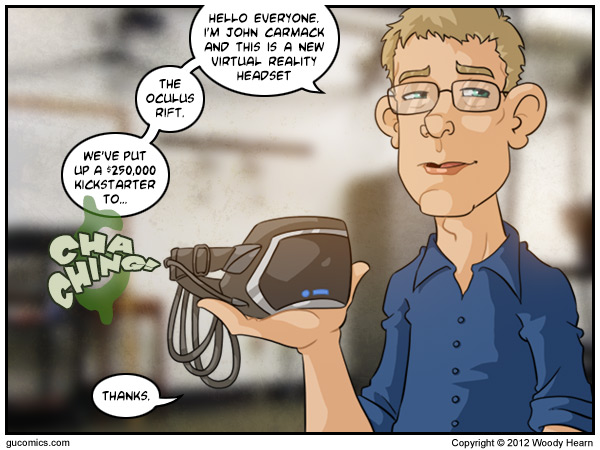 HELLO EVERYONE.
I'M JOHN CARMACK
AND THIS IS A NEW
VIRTUAL REALITY
HEADSET
THE
OCULUS
RIFT.
WE'VE PUT
UP A $250,000
KICKSTARTER
TO...
CHA
CHING!
THANKS.
gucomics.com
Copyright © 2012 Woody Hearn